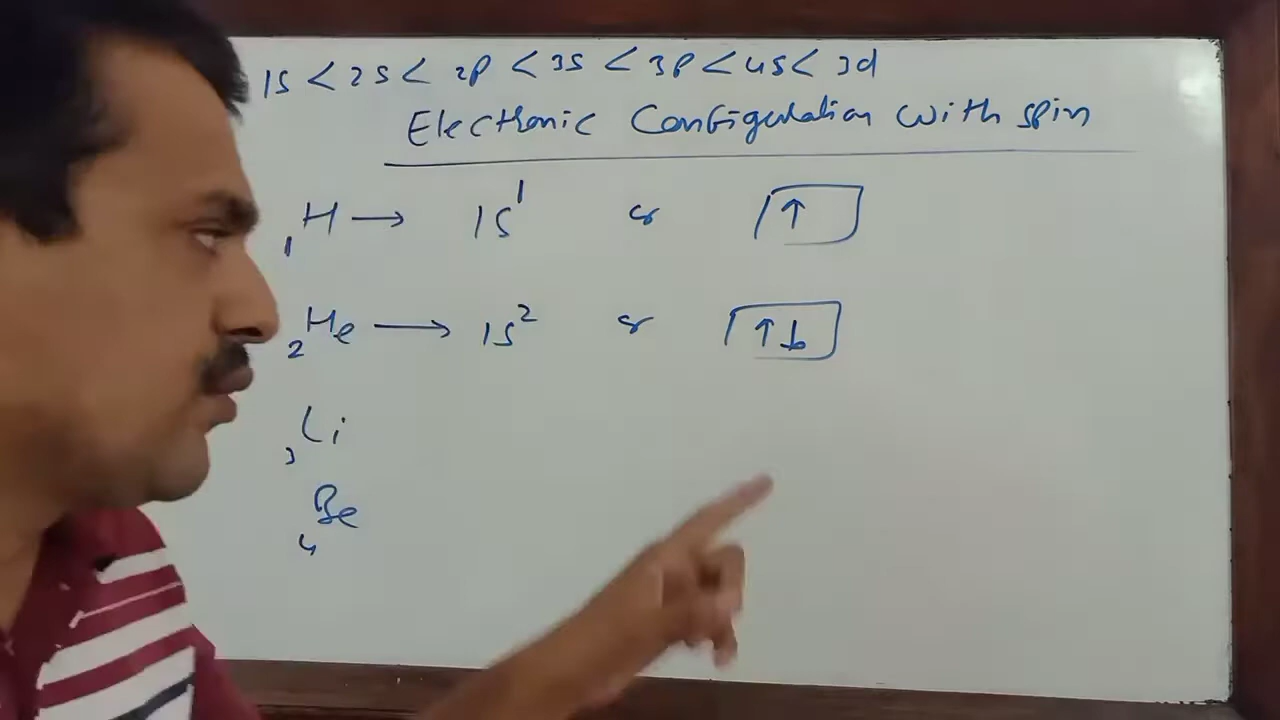 1s < 2s < 2p < 3s < 3p < 4s < 3d
Electronic Configuration with spin
₁H → 1s¹ or ↑
₂He → 1s² or ↑↓
₃Li
₄Be